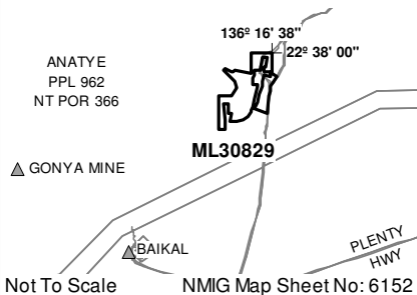 136º 16' 38"
22º 38' 00"
ANATYE
PPL 962
NT POR 366
ML30829
GONYA MINE
BAIKAL
PLENTY
HWY
Not To Scale
NMIG Map Sheet No: 6152